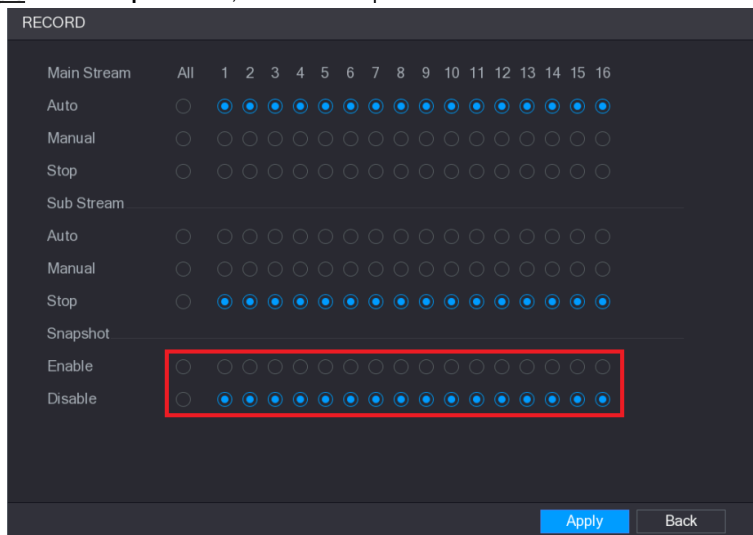 RECORD
Main Stream All 1 2 3 4 5 6 7 8 9 10 11 12 13 14 15 16
Auto
Manual
Stop
Sub Stream
Auto
Manual
Stop
Snapshot
Enable
Disable
Apply Back